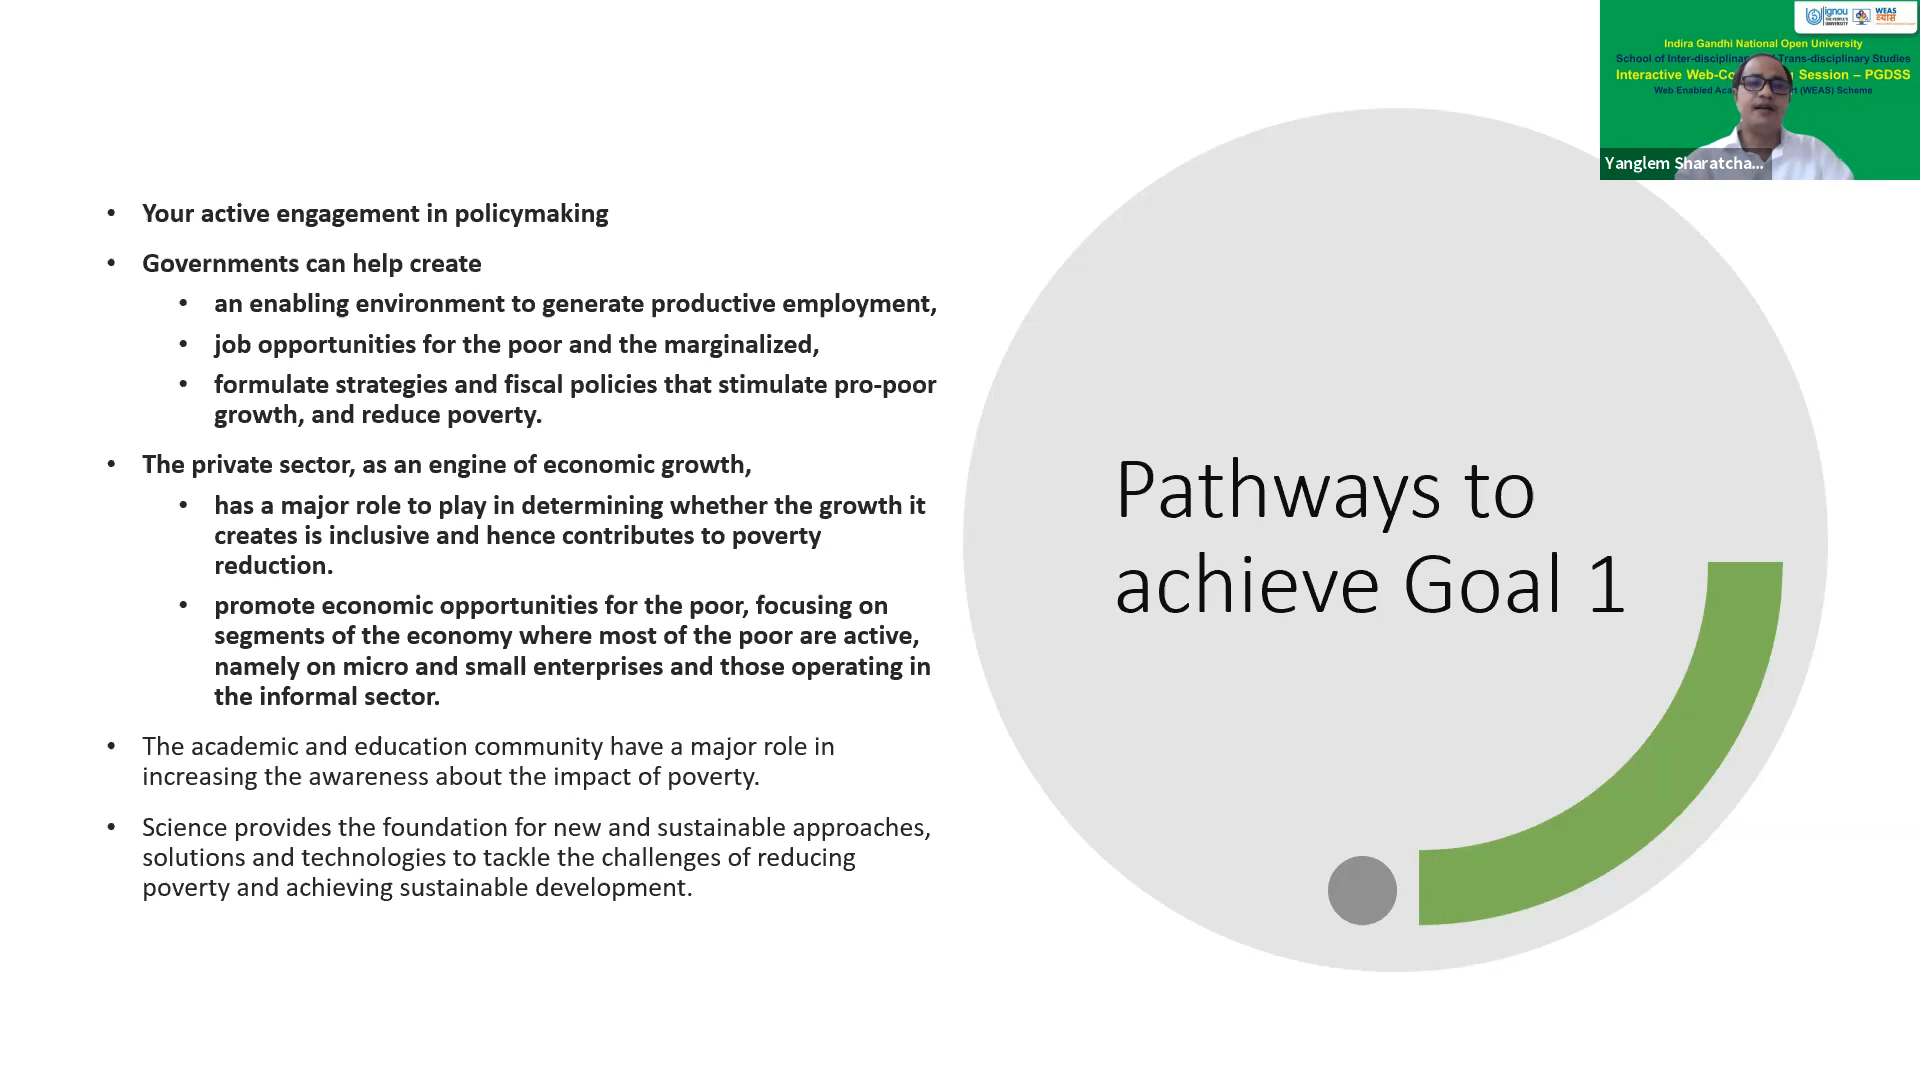 • Your active engagement in policymaking
• Governments can help create
• an enabling environment to generate productive employment,
• job opportunities for the poor and the marginalized,
• formulate strategies and fiscal policies that stimulate pro-poor
growth, and reduce poverty.
• The private sector, as an engine of economic growth,
• has a major role to play in determining whether the growth it
creates is inclusive and hence contributes to poverty
reduction.
• promote economic opportunities for the poor, focusing on
segments of the economy where most of the poor are active,
namely on micro and small enterprises and those operating in
the informal sector.
• The academic and education community have a major role in
increasing the awareness about the impact of poverty.
• Science provides the foundation for new and sustainable approaches,
solutions and technologies to tackle the challenges of reducing
poverty and achieving sustainable development.
Pathways to
achieve Goal 1
ignou
THE PEOPLE'S
UNIVERSITY
WEAS
व्यास
Indira Gandhi National Open University
School of Inter-disciplinar Trans-disciplinary Studies
Interactive Web-Co Session – PGDSS
Web Enabled Aca t (WEAS) Scheme
Yanglem Sharatcha...